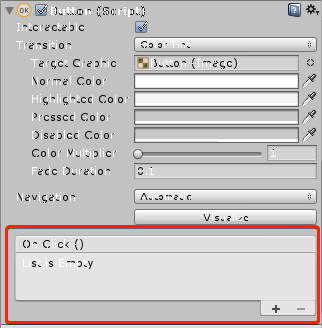 OK Button (Script)
Interactable
Transition Color Tint
Target Graphic Button (Image)
Normal Color
Highlighted Color
Pressed Color
Disabled Color
Color Multiplier 1
Fade Duration 0.1
Navigation Automatic
Visualize
On Click ()
List is Empty
+ −